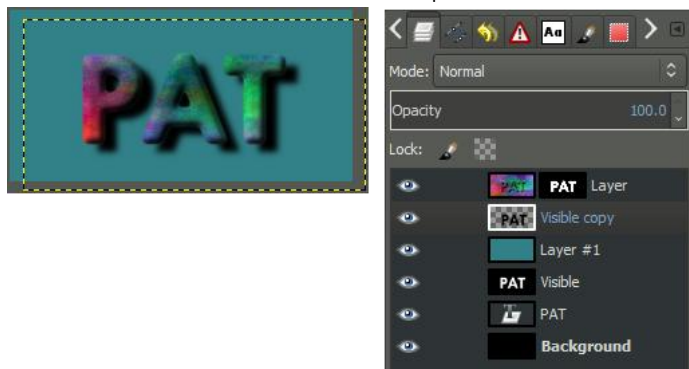 PAT
Aa
Mode: Normal
Opacity 100.0
Lock:
PAT PAT Layer
PAT Visible copy
Layer #1
PAT Visible
PAT
Background